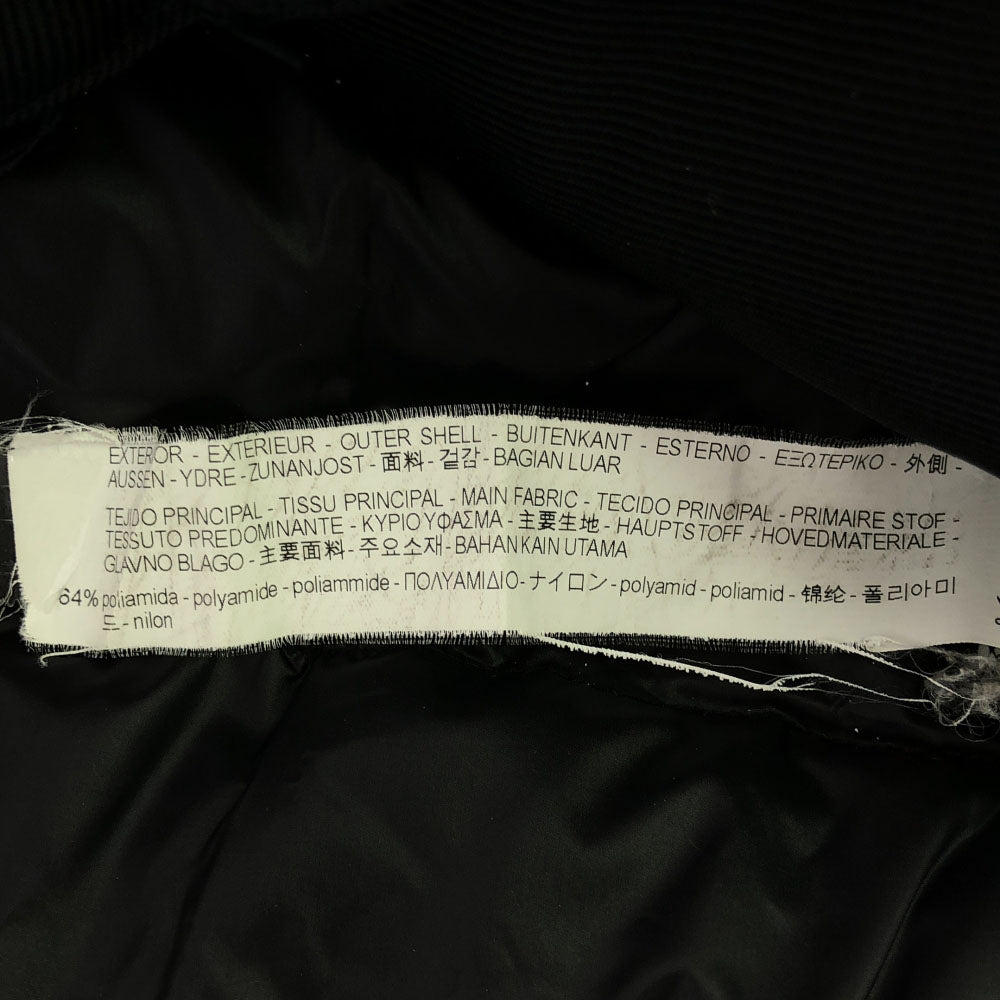 EXTEROR - EXTÉRIEUR - OUTER SHELL - BUITENKANT - ESTERNO - ΕΞΩΤΕΡΙΚΟ - 外側 -
AUSSEN - YDRE - ZUNANJOST - 面料 - 겉감 - BAGIAN LUAR
TEJIDO PRINCIPAL - TISSU PRINCIPAL - MAIN FABRIC - TECIDO PRINCIPAL - PRIMAIRE STOF -
TESSUTO PREDOMINANTE - ΚΥΡΙΟ ΥΦΑΣΜΑ - 主要生地 - HAUPTSTOFF - HOVEDMATERIALE -
GLAVNO BLAGO - 主要面料 - 주요소재 - BAHAN KAIN UTAMA
64% poliamida - polyamide - poliammide - ΠΟΛΥΑΜΙΔΙΟ - ナイロン - polyamid - poliamid - 锦纶 - 폴리아미
드 - nilon